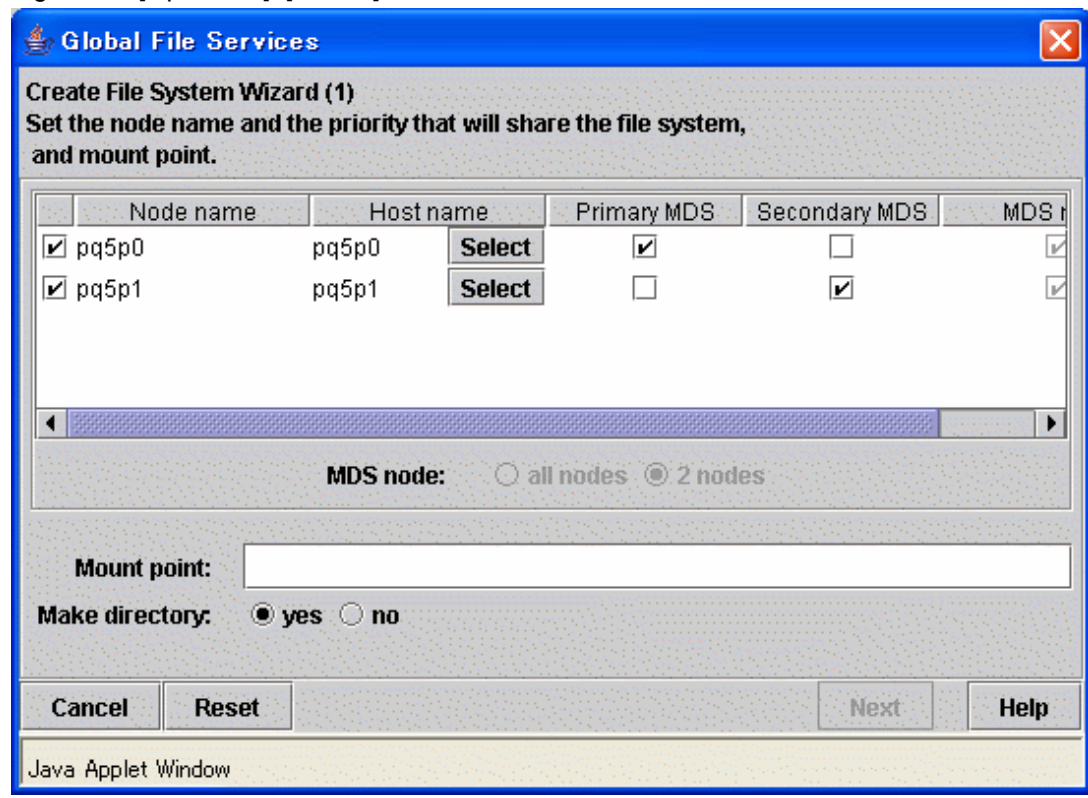 Global File Services
Create File System Wizard (1)
Set the node name and the priority that will share the file system,
and mount point.
Node name Host name Primary MDS Secondary MDS MDS
pq5p0 pq5p0 Select
pq5p1 pq5p1 Select
MDS node: all nodes 2 nodes
Mount point:
Make directory: yes no
Cancel Reset Next Help
Java Applet Window